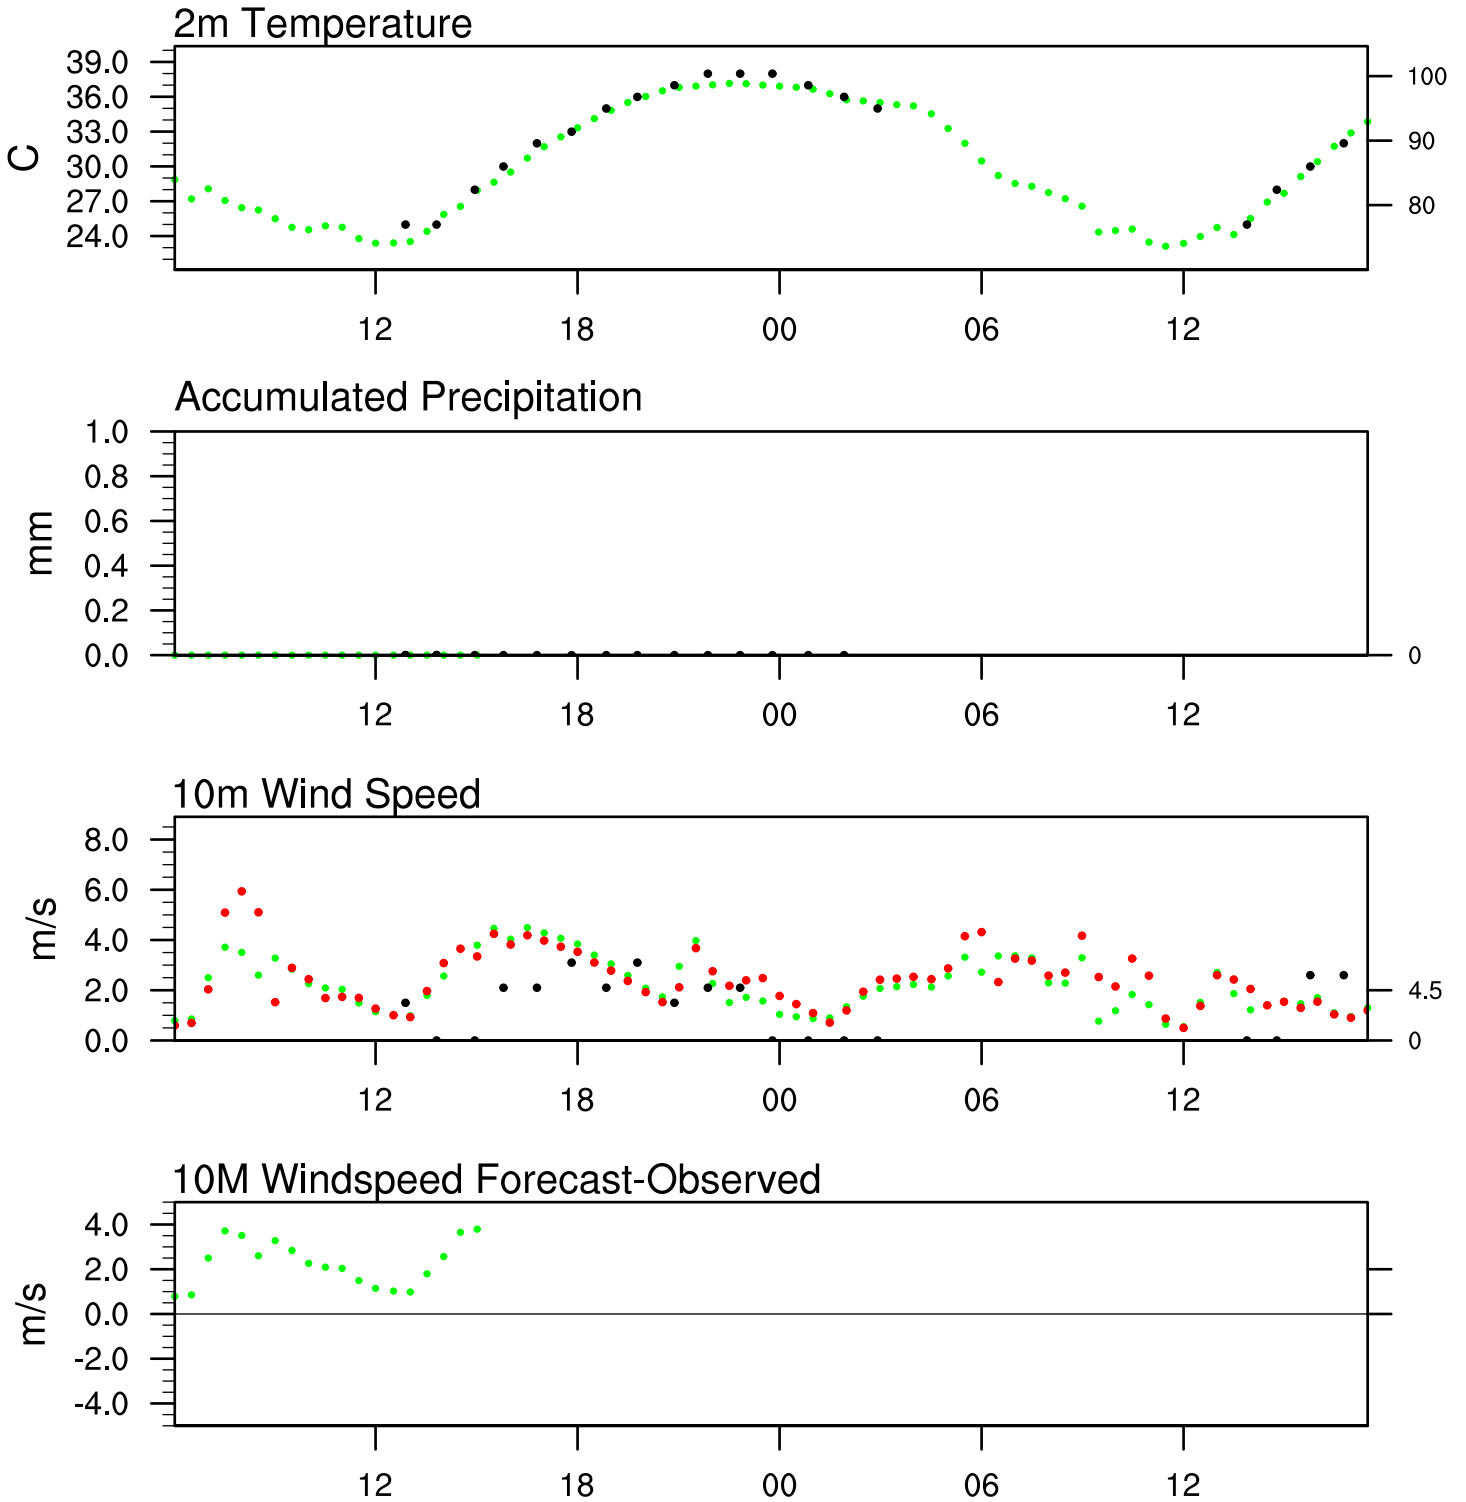 2m Temperature
39.0
36.0
33.0
30.0
27.0
24.0
C
100
90
80
12 18 00 06 12
Accumulated Precipitation
1.0
0.8
0.6
0.4
0.2
0.0
mm
0
12 18 00 06 12
10m Wind Speed
8.0
6.0
4.0
2.0
0.0
m/s
4.5
0
12 18 00 06 12
10M Windspeed Forecast-Observed
4.0
2.0
0.0
-2.0
-4.0
m/s
12 18 00 06 12